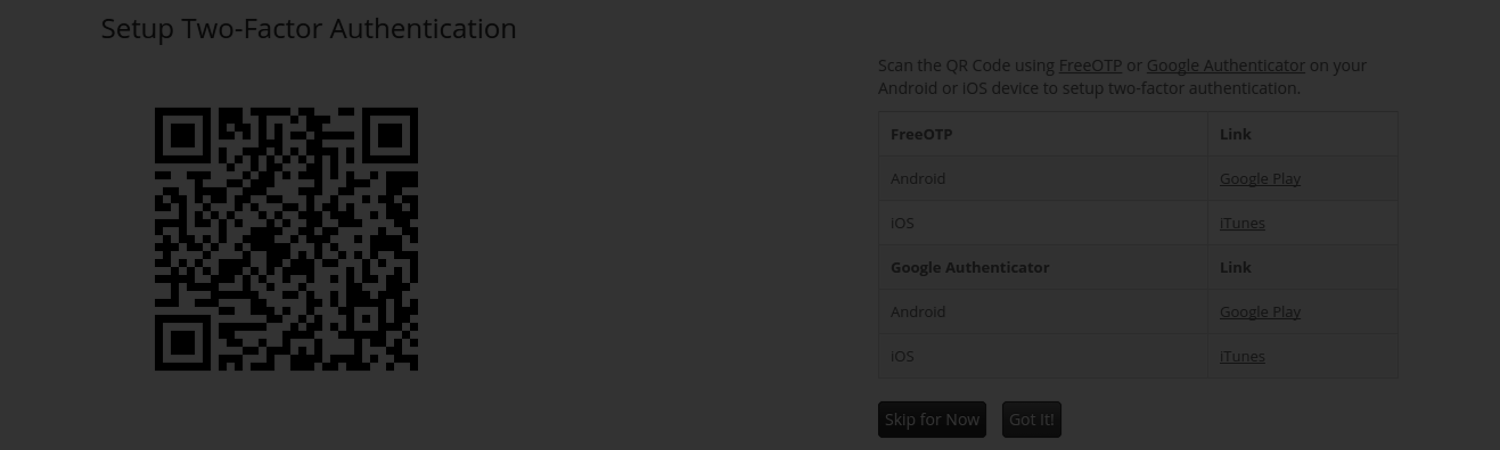 Setup Two-Factor Authentication
Scan the QR Code using FreeOTP or Google Authenticator on your
Android or iOS device to setup two-factor authentication.
FreeOTP Link
Android Google Play
iOS iTunes
Google Authenticator Link
Android Google Play
iOS iTunes
Skip for Now Got It!